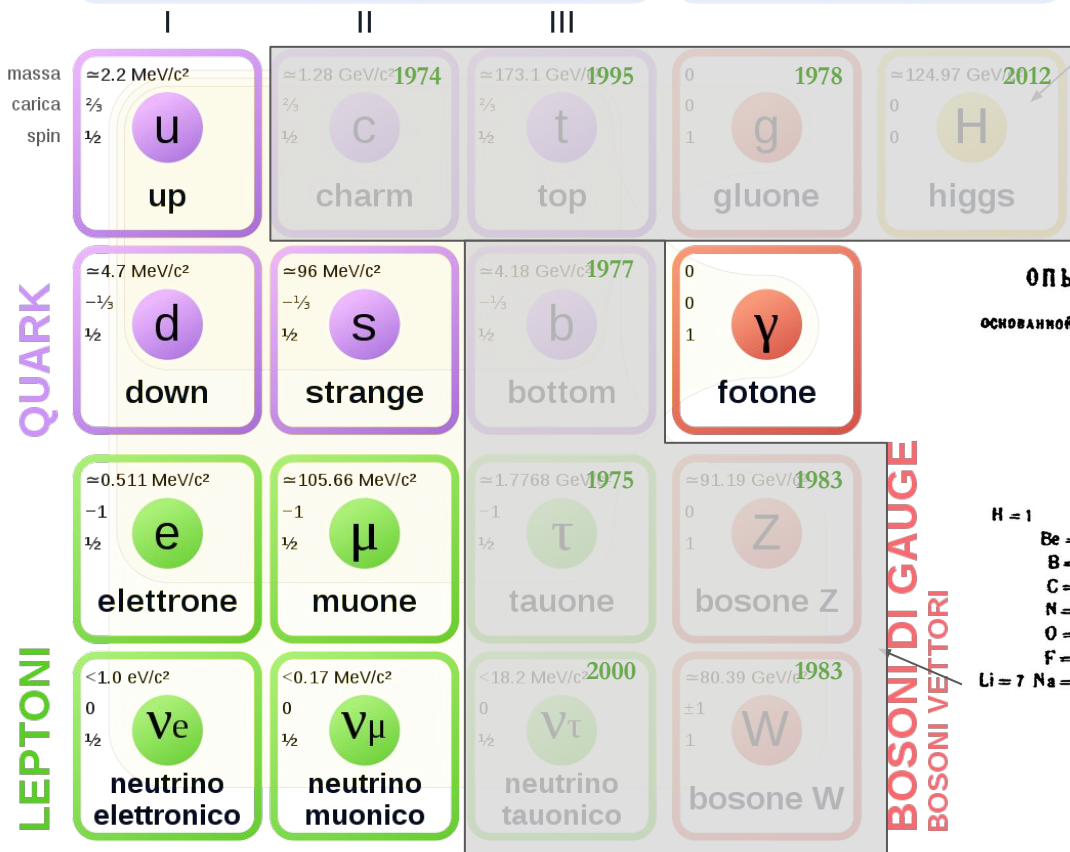 I II III
massa
carica
spin
≃2.2 MeV/c²
⅔
½
u
up
≃1.28 GeV/c² 1974
⅔
½
c
charm
≃173.1 GeV/c² 1995
⅔
½
t
top
0 1978
0
1
g
gluone
≃124.97 GeV/c² 2012
0
0
H
higgs
QUARK
≃4.7 MeV/c²
−⅓
½
d
down
≃96 MeV/c²
−⅓
½
s
strange
≃4.18 GeV/c² 1977
−⅓
½
b
bottom
0
0
1
γ
fotone
LEPTONI
≃0.511 MeV/c²
−1
½
e
elettrone
≃105.66 MeV/c²
−1
½
μ
muone
≃1.7768 GeV/c² 1975
−1
½
τ
tauone
≃91.19 GeV/c² 1983
0
1
Z
bosone Z
<1.0 eV/c²
0
½
νe
neutrino
elettronico
<0.17 MeV/c²
0
½
νμ
neutrino
muonico
<18.2 MeV/c² 2000
0
½
ντ
neutrino
tauonico
≃80.39 GeV/c² 1983
±1
1
W
bosone W
BOSONI DI GAUGE
BOSONI VETTORI
ОПЫ
ОСНОВАННОЙ
H = 1
Be =
B =
C =
N =
O =
F =
Li = 7 Na =